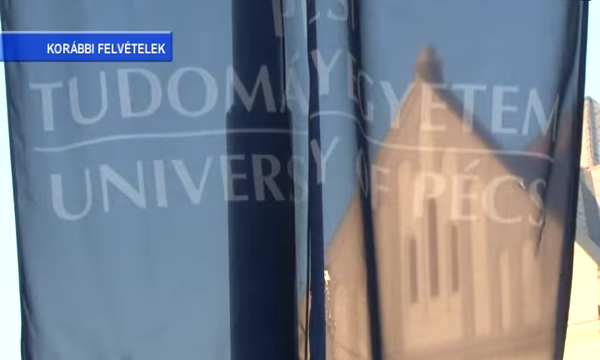 KORÁBBI FELVÉTELEK
TUDOMÁNYEGYETEM
UNIVERSITY OF PÉCS